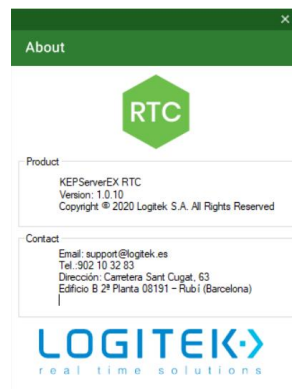 About
RTC
Product
KEPServerEX RTC
Version: 1.0.10
Copyright © 2020 Logitek S.A. All Rights Reserved
Contact
Email: support@logitek.es
Tel.:902 10 32 83
Dirección: Carretera Sant Cugat, 63
Edificio B 2ª Planta 08191 – Rubí (Barcelona)
LOGITEK
real time solutions